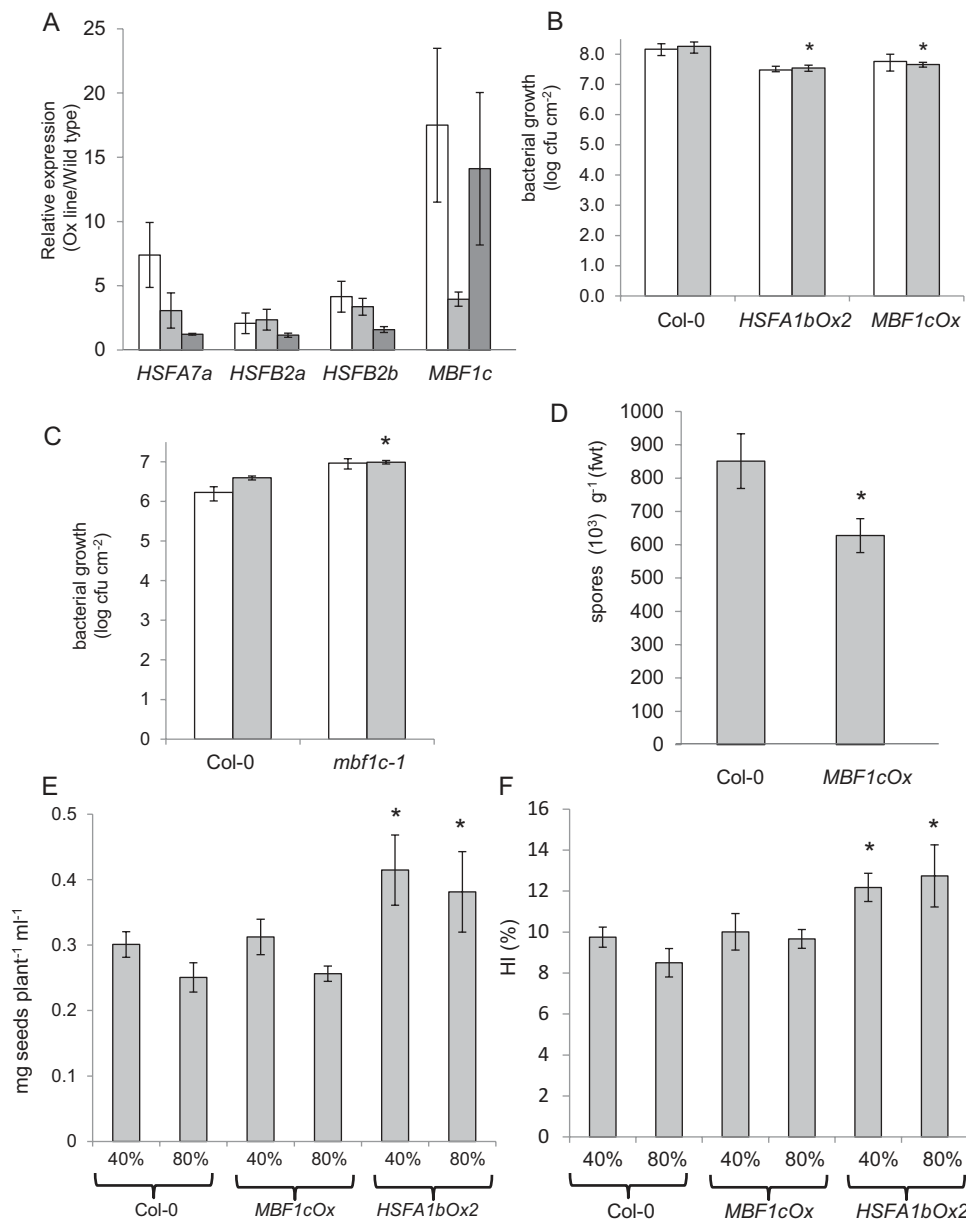 A
Relative expression
(Ox line/Wild type)
25
20
15
10
5
0
HSFA7a HSFB2a HSFB2b MBF1c
B
bacterial growth
(log cfu cm-2)
8.0
7.0
6.0
5.0
4.0
3.0
2.0
1.0
0.0
* *
Col-0 HSFA1bOx2 MBF1cOx
C
bacterial growth
(log cfu cm-2)
7
6
5
4
3
2
1
0
*
Col-0 mbf1c-1
D
spores (10³) g⁻¹ (fwt)
1000
900
800
700
600
500
400
300
200
100
0
*
Col-0 MBF1cOx
E
mg seeds plant⁻¹ ml⁻¹
0.5
0.4
0.3
0.2
0.1
0
* *
40% 80% 40% 80% 40% 80%
Col-0 MBF1cOx HSFA1bOx2
F
HI (%)
16
14
12
10
8
6
4
2
0
* *
40% 80% 40% 80% 40% 80%
Col-0 MBF1cOx HSFA1bOx2